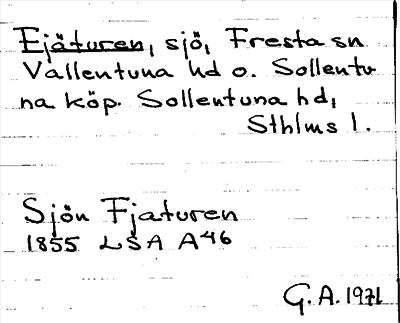 Fjäturen, sjö, Fresta sn
Vallentuna hd o. Sollentu
na köp. Sollentuna hd,
Sthlms l.
Sjön Fjaturen
1855 LSA A46
G.A. 1971